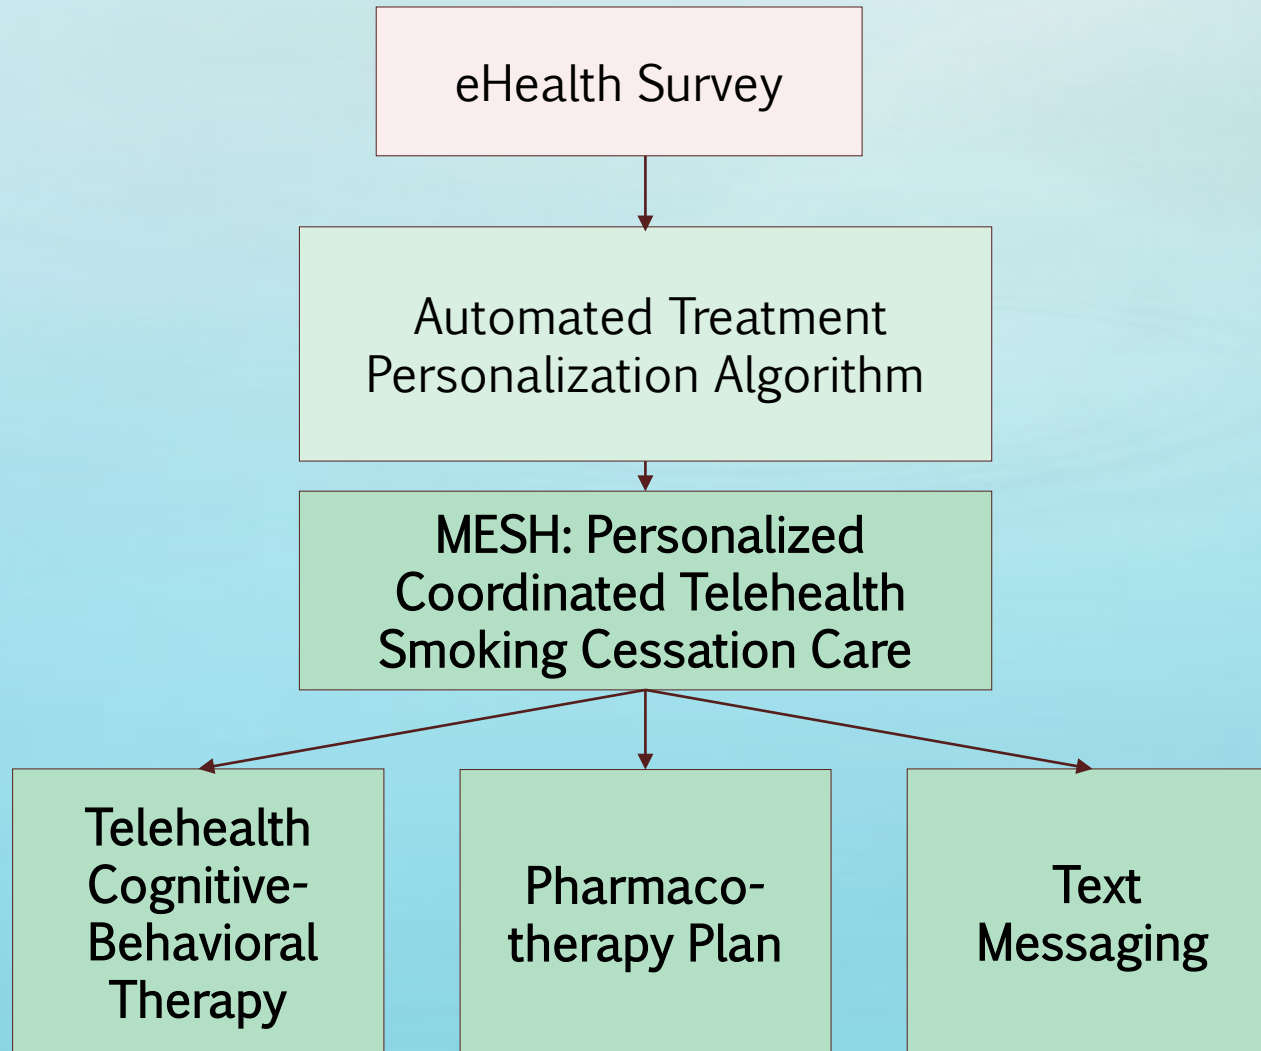 eHealth Survey
Automated Treatment
Personalization Algorithm
MESH: Personalized
Coordinated Telehealth
Smoking Cessation Care
Telehealth
Cognitive-
Behavioral
Therapy
Pharmaco-
therapy Plan
Text
Messaging